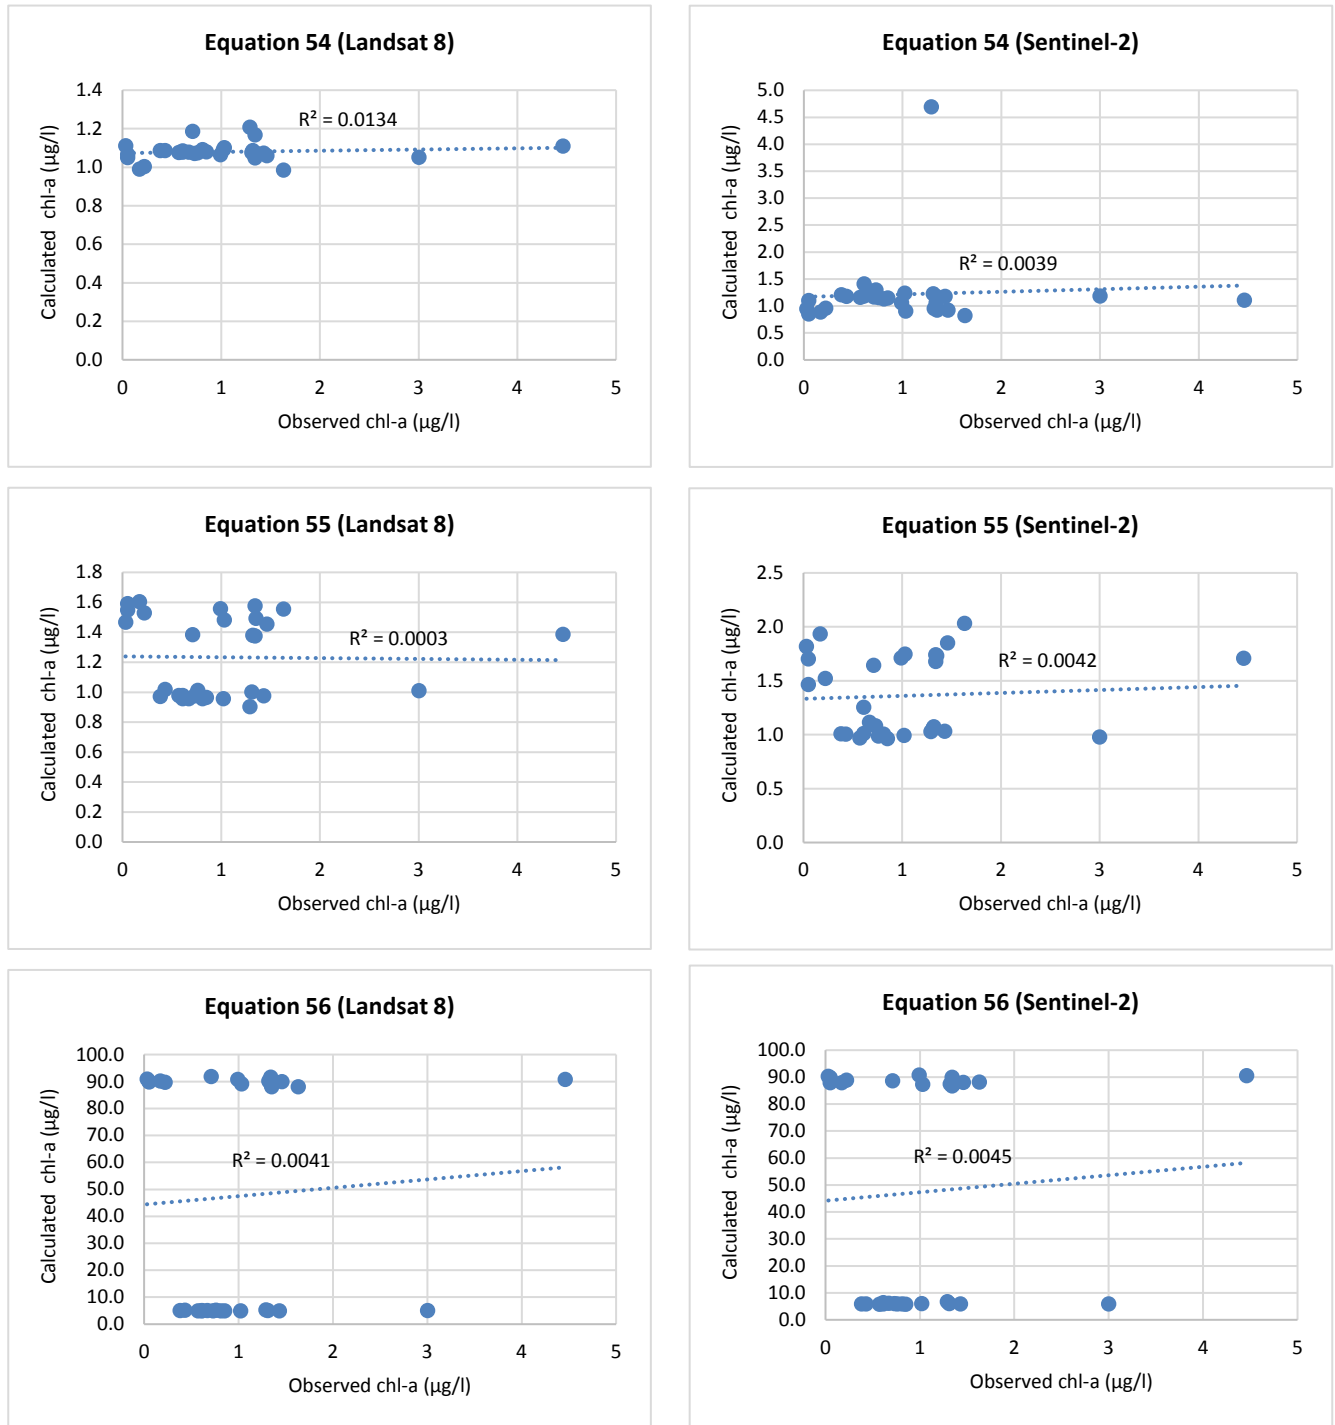 Equation 54 (Landsat 8)
R² = 0.0134
Calculated chl-a (µg/l)
1.4
1.2
1.0
0.8
0.6
0.4
0.2
0.0
0 1 2 3 4 5
Observed chl-a (µg/l)
Equation 54 (Sentinel-2)
R² = 0.0039
Calculated chl-a (µg/l)
5.0
4.5
4.0
3.5
3.0
2.5
2.0
1.5
1.0
0.5
0.0
0 1 2 3 4 5
Observed chl-a (µg/l)
Equation 55 (Landsat 8)
R² = 0.0003
Calculated chl-a (µg/l)
1.8
1.6
1.4
1.2
1.0
0.8
0.6
0.4
0.2
0.0
0 1 2 3 4 5
Observed chl-a (µg/l)
Equation 55 (Sentinel-2)
R² = 0.0042
Calculated chl-a (µg/l)
2.5
2.0
1.5
1.0
0.5
0.0
0 1 2 3 4 5
Observed chl-a (µg/l)
Equation 56 (Landsat 8)
R² = 0.0041
Calculated chl-a (µg/l)
100.0
90.0
80.0
70.0
60.0
50.0
40.0
30.0
20.0
10.0
0.0
0 1 2 3 4 5
Observed chl-a (µg/l)
Equation 56 (Sentinel-2)
R² = 0.0045
Calculated chl-a (µg/l)
100.0
90.0
80.0
70.0
60.0
50.0
40.0
30.0
20.0
10.0
0.0
0 1 2 3 4 5
Observed chl-a (µg/l)